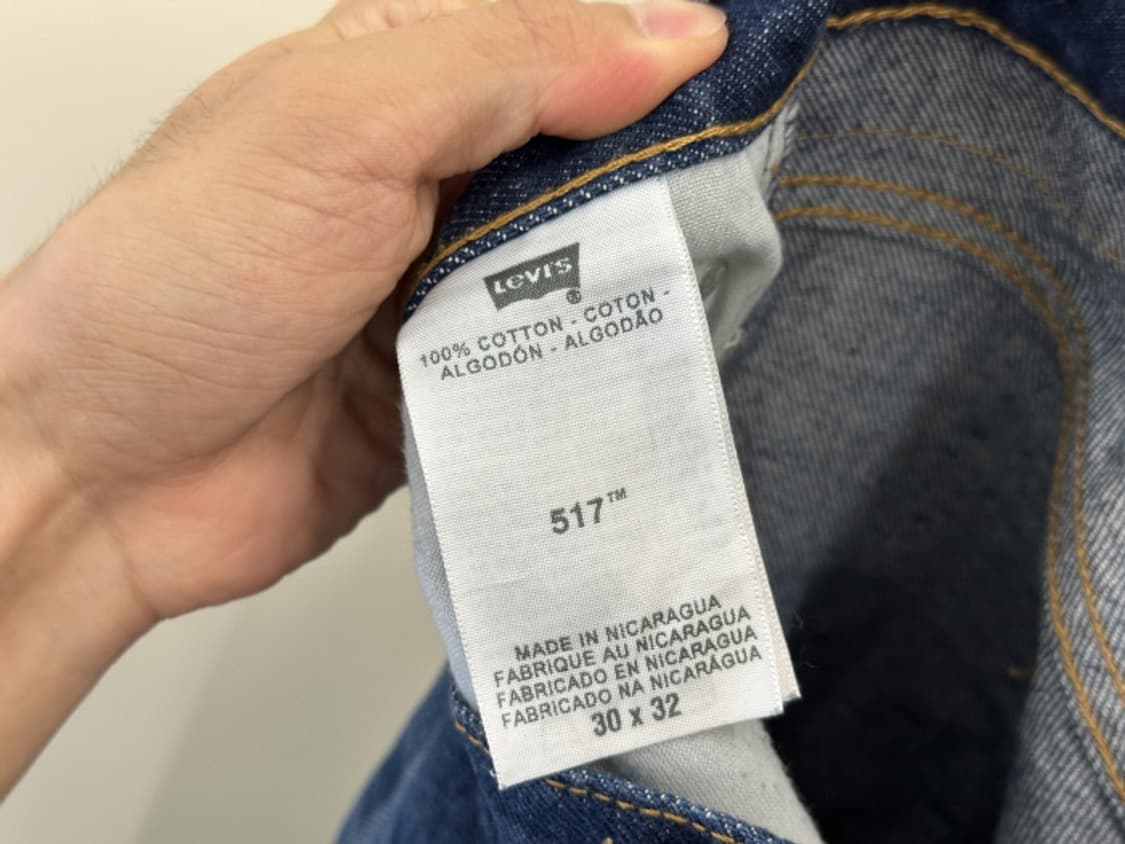 Levi's
®
100% COTTON - COTON -
ALGODÓN - ALGODÃO
517™
MADE IN NICARAGUA
FABRIQUE AU NICARAGUA
FABRICADO EN NICARAGUA
FABRICADO NA NICARÁGUA
30 x 32